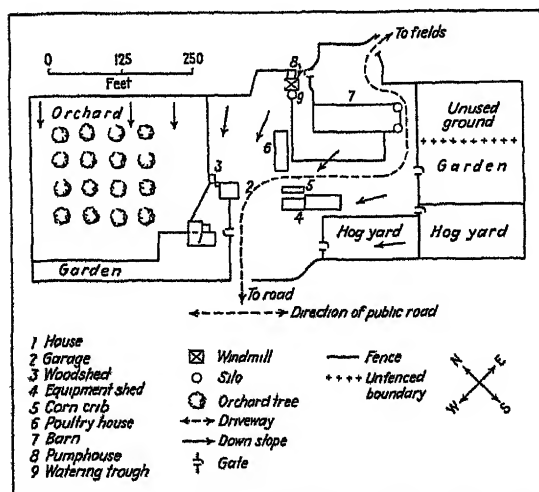 0 125 250
Feet
To fields
Orchard
8
9
7
Unused
ground
Garden
6
3
2
5
4
1
Hog yard
Hog yard
Garden
To road
Direction of public road
1 House
2 Garage
3 Woodshed
4 Equipment shed
5 Corn crib
6 Poultry house
7 Barn
8 Pumphouse
9 Watering trough
Windmill
Silo
Orchard tree
Driveway
Down slope
Gate
Fence
Unfenced
boundary
N E
W S